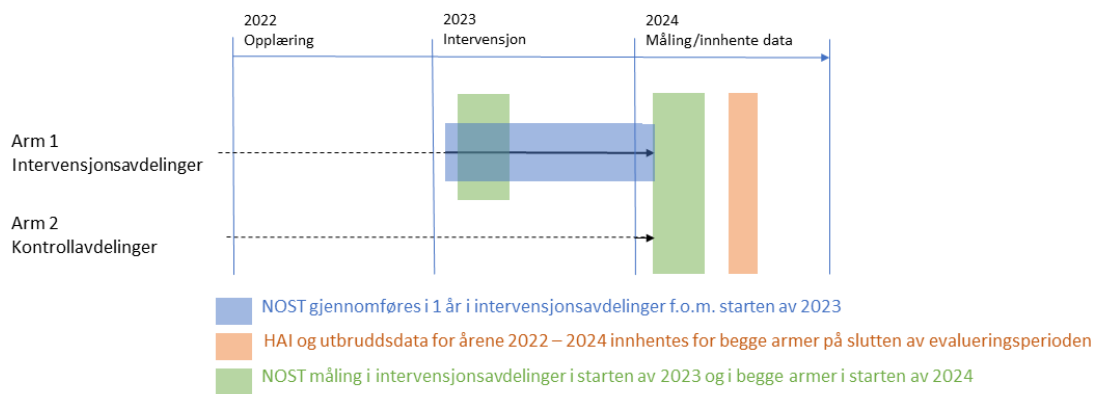 2022
Opplæring
2023
Intervensjon
2024
Måling/innhente data
Arm 1
Intervensjonsavdelinger
Arm 2
Kontrollavdelinger
NOST gjennomføres i 1 år i intervensjonsavdelinger f.o.m. starten av 2023
HAI og utbruddsdata for årene 2022 – 2024 innhentes for begge armer på slutten av evalueringsperioden
NOST måling i intervensjonsavdelinger i starten av 2023 og i begge armer i starten av 2024